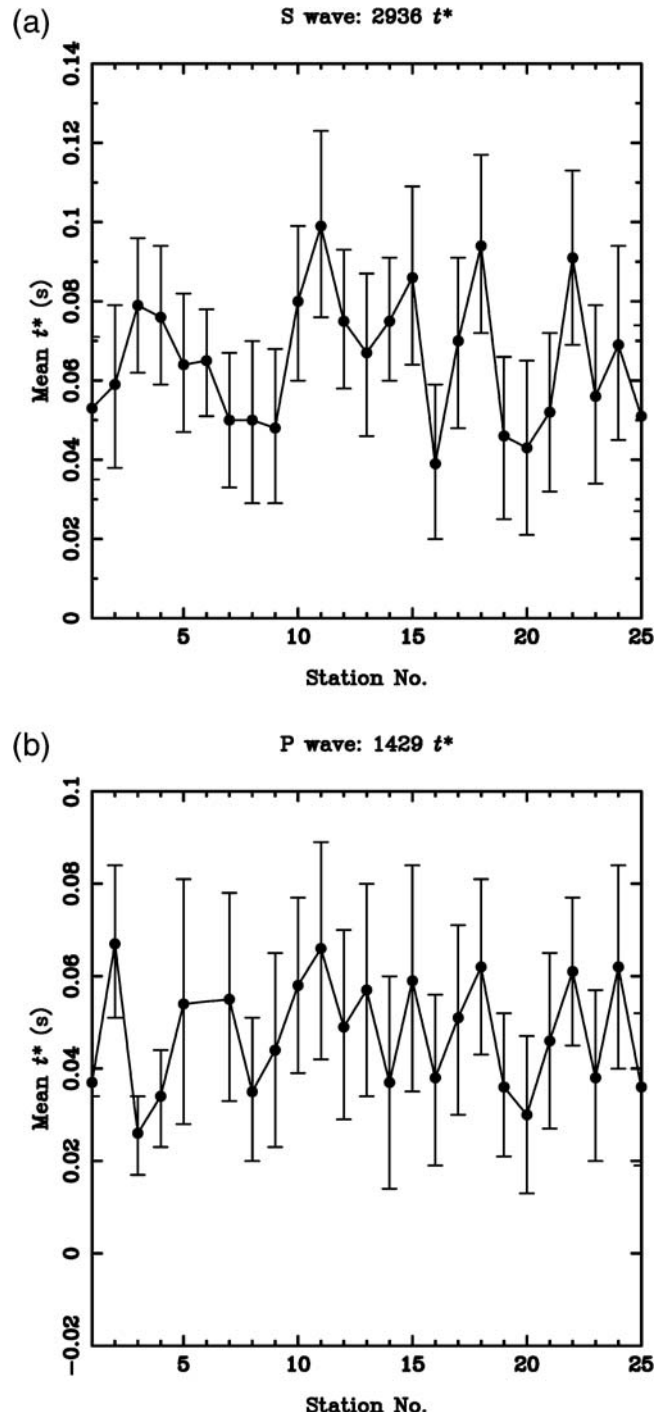 (a)
S wave: 2936 t*
0.14
0.12
0.1
0.08
0.06
0.04
0.02
0
Mean t* (s)
5 10 15 20 25
Station No.
(b)
P wave: 1429 t*
0.1
0.08
0.06
0.04
0.02
0
−0.02
Mean t* (s)
5 10 15 20 25
Station No.